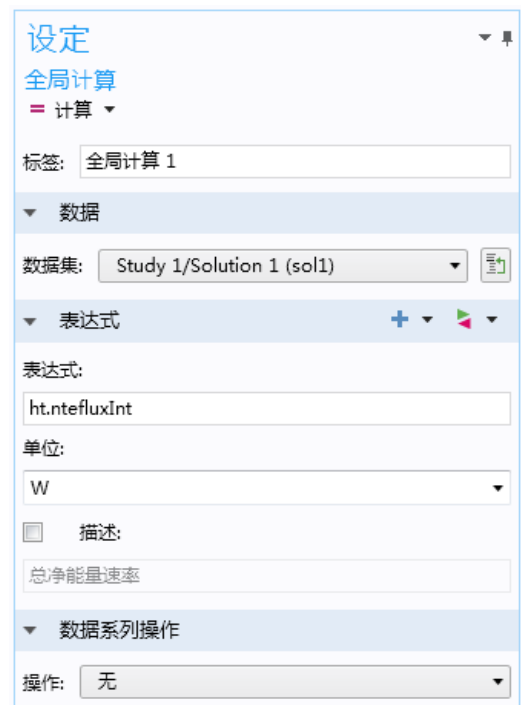 设定
全局计算
= 计算
标签: 全局计算 1
数据
数据集: Study 1/Solution 1 (sol1)
表达式
表达式:
ht.ntefluxInt
单位:
W
描述:
总净能量速率
数据系列操作
操作: 无